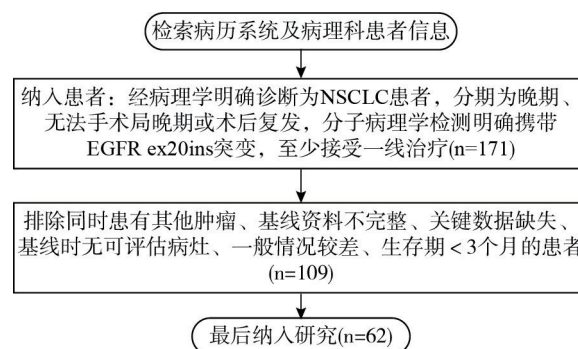 检索病历系统及病理科患者信息
纳入患者：经病理学明确诊断为NSCLC患者，分期为晚期、
无法手术局晚期或术后复发，分子病理学检测明确携带
EGFR ex20ins突变，至少接受一线治疗(n=171)
排除同时患有其他肿瘤、基线资料不完整、关键数据缺失、
基线时无可评估病灶、一般情况较差、生存期＜3个月的患者
(n=109)
最后纳入研究(n=62)